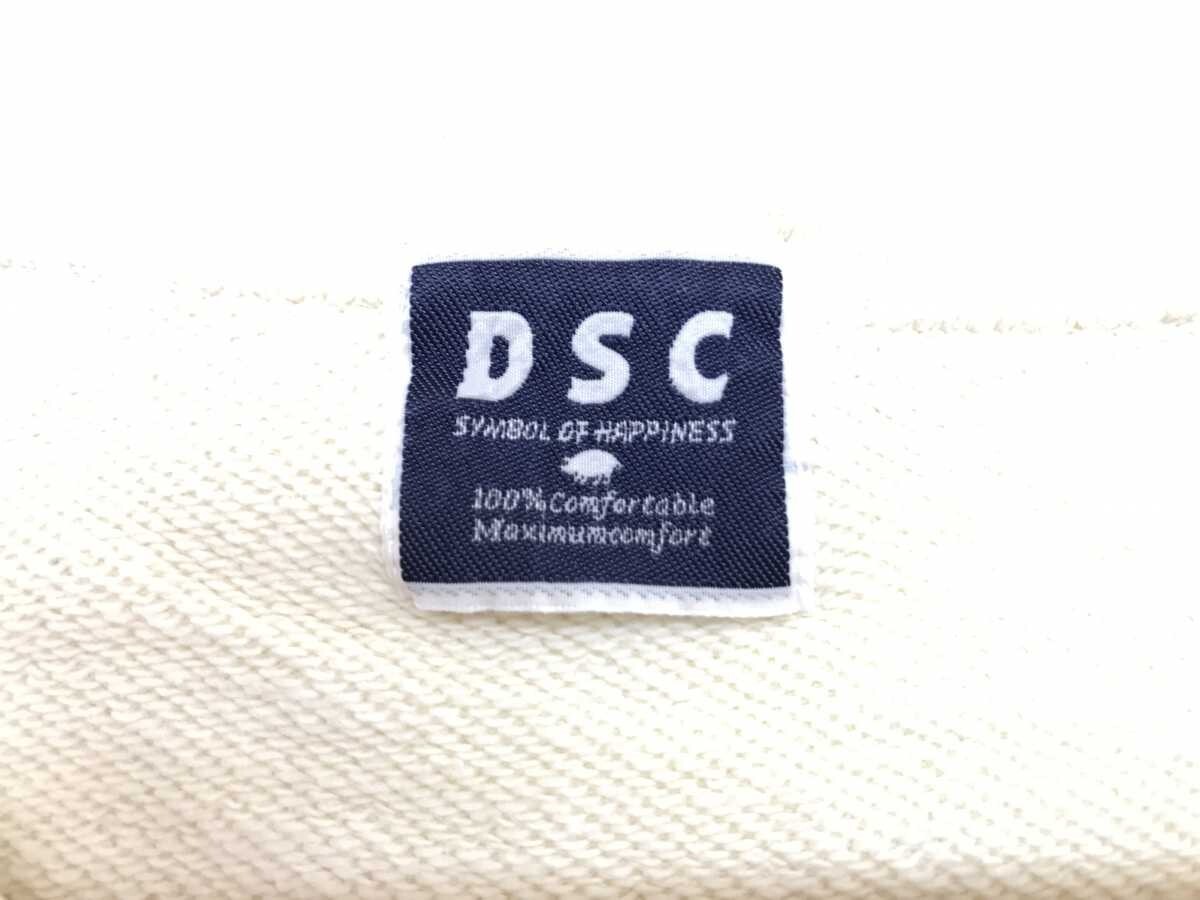 DSC
SYMBOL OF HAPPINESS
100%Comfortable
Maximumcomfort